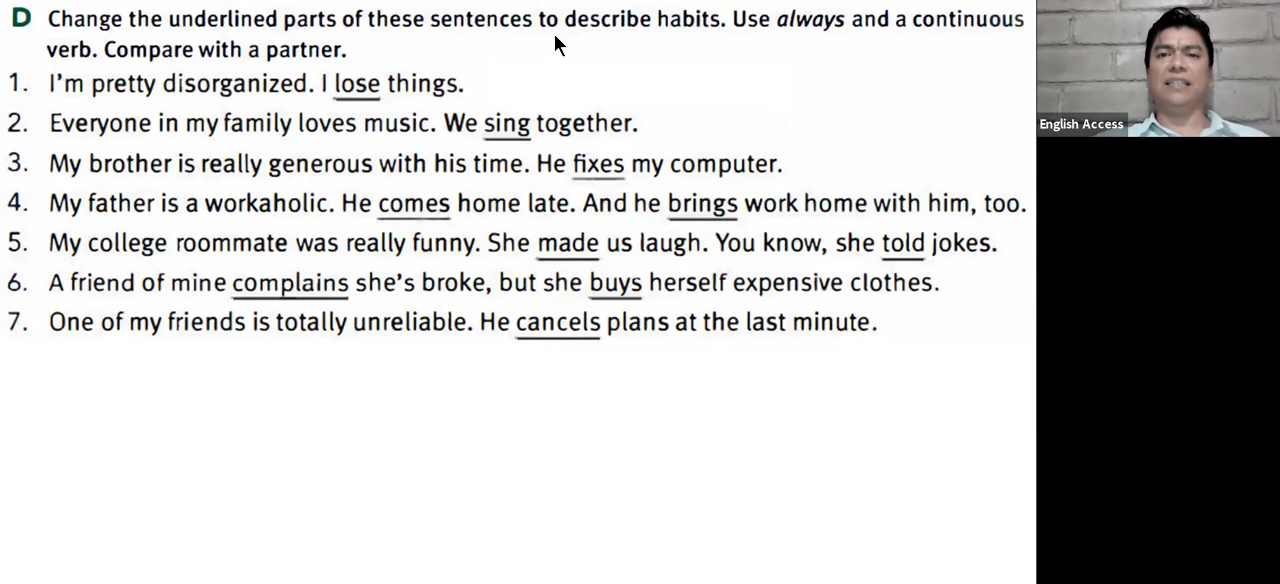 D Change the underlined parts of these sentences to describe habits. Use always and a continuous
verb. Compare with a partner.
1. I'm pretty disorganized. I lose things.
2. Everyone in my family loves music. We sing together.
3. My brother is really generous with his time. He fixes my computer.
4. My father is a workaholic. He comes home late. And he brings work home with him, too.
5. My college roommate was really funny. She made us laugh. You know, she told jokes.
6. A friend of mine complains she's broke, but she buys herself expensive clothes.
7. One of my friends is totally unreliable. He cancels plans at the last minute.
English Access